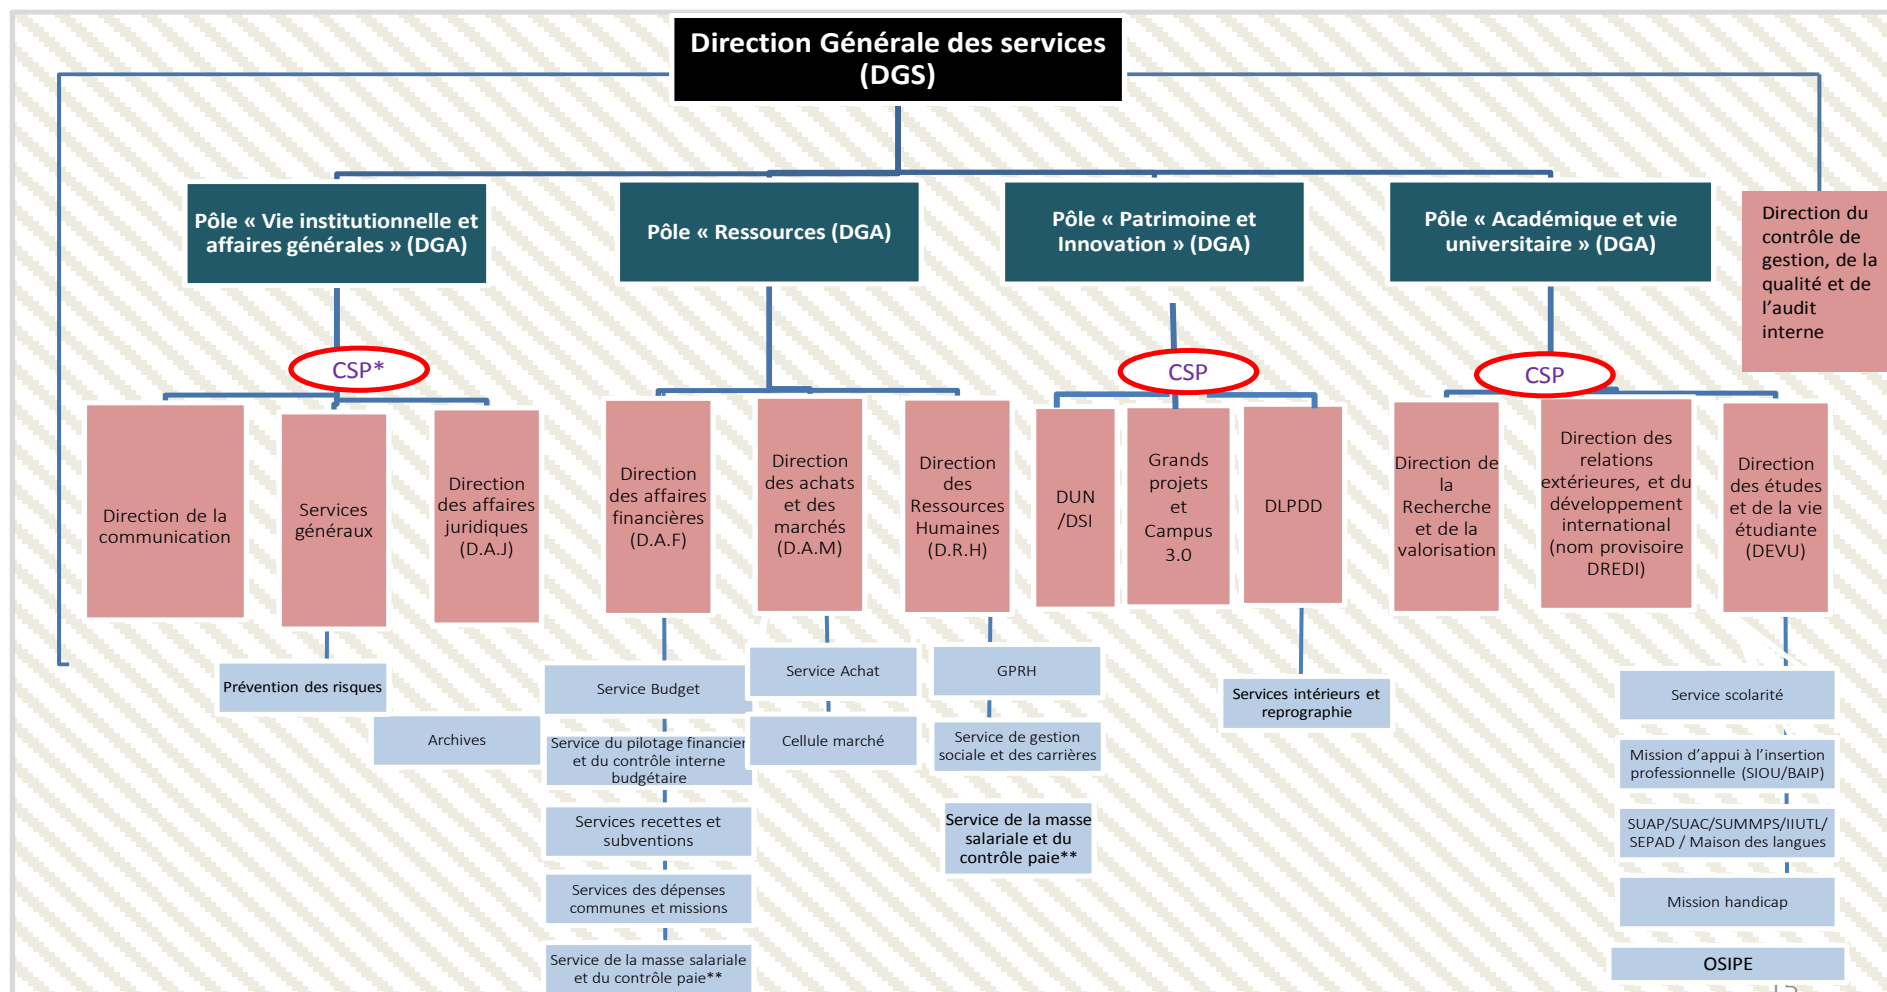 Direction Générale des services
(DGS)
Pôle « Vie institutionnelle et
affaires générales » (DGA)
Pôle « Ressources (DGA)
Pôle « Patrimoine et
Innovation » (DGA)
Pôle « Académique et vie
universitaire » (DGA)
Direction du
contrôle de
gestion, de la
qualité et de
l’audit
interne
CSP*
CSP
CSP
Direction de la
communication
Services
généraux
Direction
des affaires
juridiques
(D.A.J)
Direction
des affaires
financières
(D.A.F)
Direction
des achats
et des
marchés
(D.A.M)
Direction
des
Ressources
Humaines
(D.R.H)
DUN
/DSI
Grands
projets
et
Campus
3.0
DLPDD
Direction de
la
Recherche
et de la
valorisation
Direction des
relations
extérieures, et du
développement
international
(nom provisoire
DREDI)
Direction
des études
et de la vie
étudiante
(DEVU)
Prévention des risques
Archives
Service Budget
Service du pilotage financier
et du contrôle interne
budgétaire
Services recettes et
subventions
Services des dépenses
communes et missions
Service de la masse salariale
et du contrôle paie**
Service Achat
Cellule marché
GPRH
Service de gestion
sociale et des carrières
Service de la masse
salariale et du
contrôle paie**
Services intérieurs et
reprographie
Service scolarité
Mission d’appui à l’insertion
professionnelle (SIOU/BAIP)
SUAP/SUAC/SUMMPS/IIUTL/
SEPAD / Maison des langues
Mission handicap
OSIPE